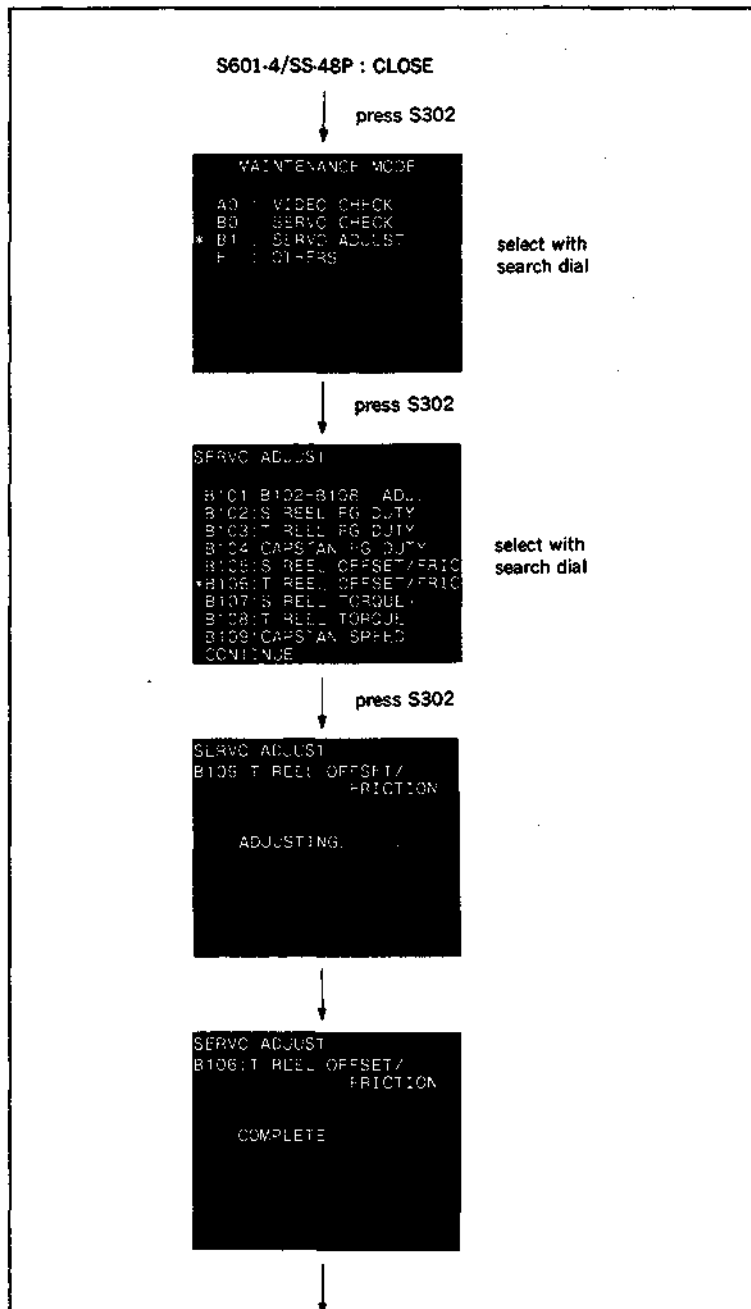 S601-4/SS-48P : CLOSE
press S302
MAINTENANCE MODE
A0 : VIDEO CHECK
B0 : SERVO CHECK
* B1 : SERVO ADJUST
: OTHERS
select with
search dial
press S302
SERVO ADJUST
B101:B102-B108 ADJ.
B102:S REEL FG DUTY
B103:T REEL FG DUTY
B104:CAPSTAN FG DUTY
B105:S REEL OFFSET/FRIC
*B106:T REEL OFFSET/FRIC
B107:S REEL TORQUE
B108:T REEL TORQUE
B109:CAPSTAN SPEED
CONTINUE
select with
search dial
press S302
SERVO ADJUST
B106:T REEL OFFSET/
FRICTION
ADJUSTING. .
SERVO ADJUST
B106:T REEL OFFSET/
FRICTION
COMPLETE